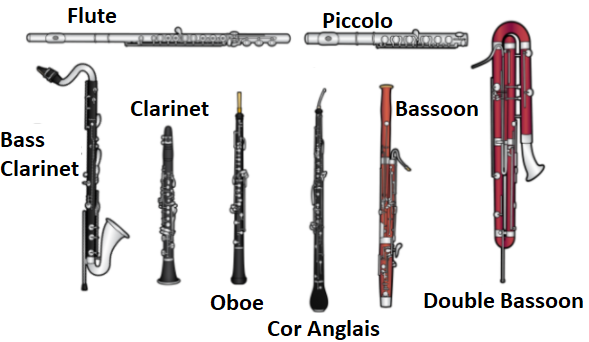 Flute
Piccolo
Clarinet
Bassoon
Bass
Clarinet
Oboe
Double Bassoon
Cor Anglais